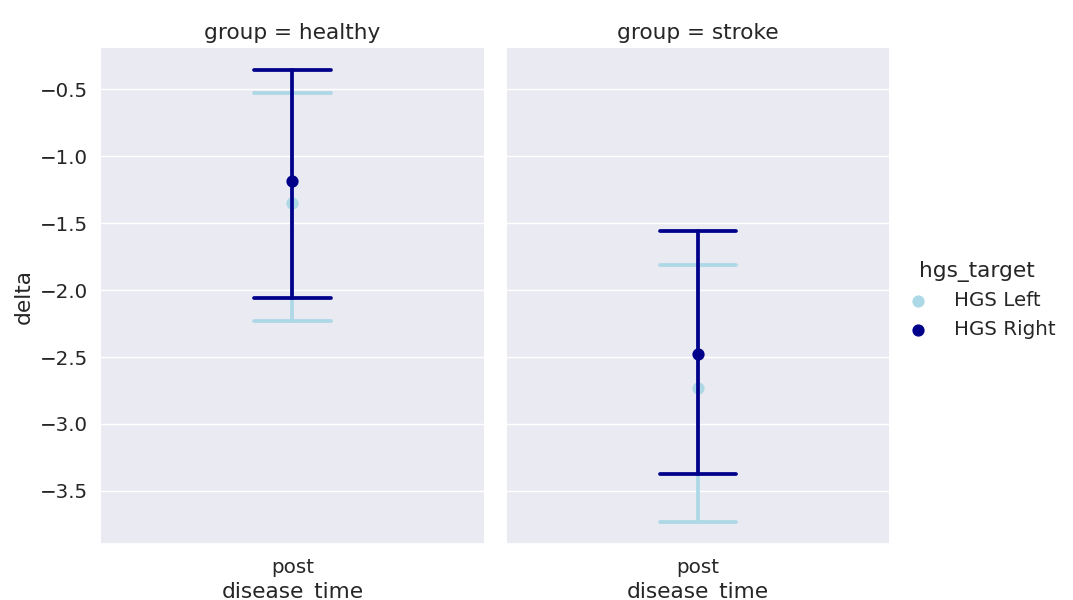 group = healthy
group = stroke
−0.5
−1.0
−1.5
−2.0
−2.5
−3.0
−3.5
delta
post
disease_time
post
disease_time
hgs_target
HGS Left
HGS Right